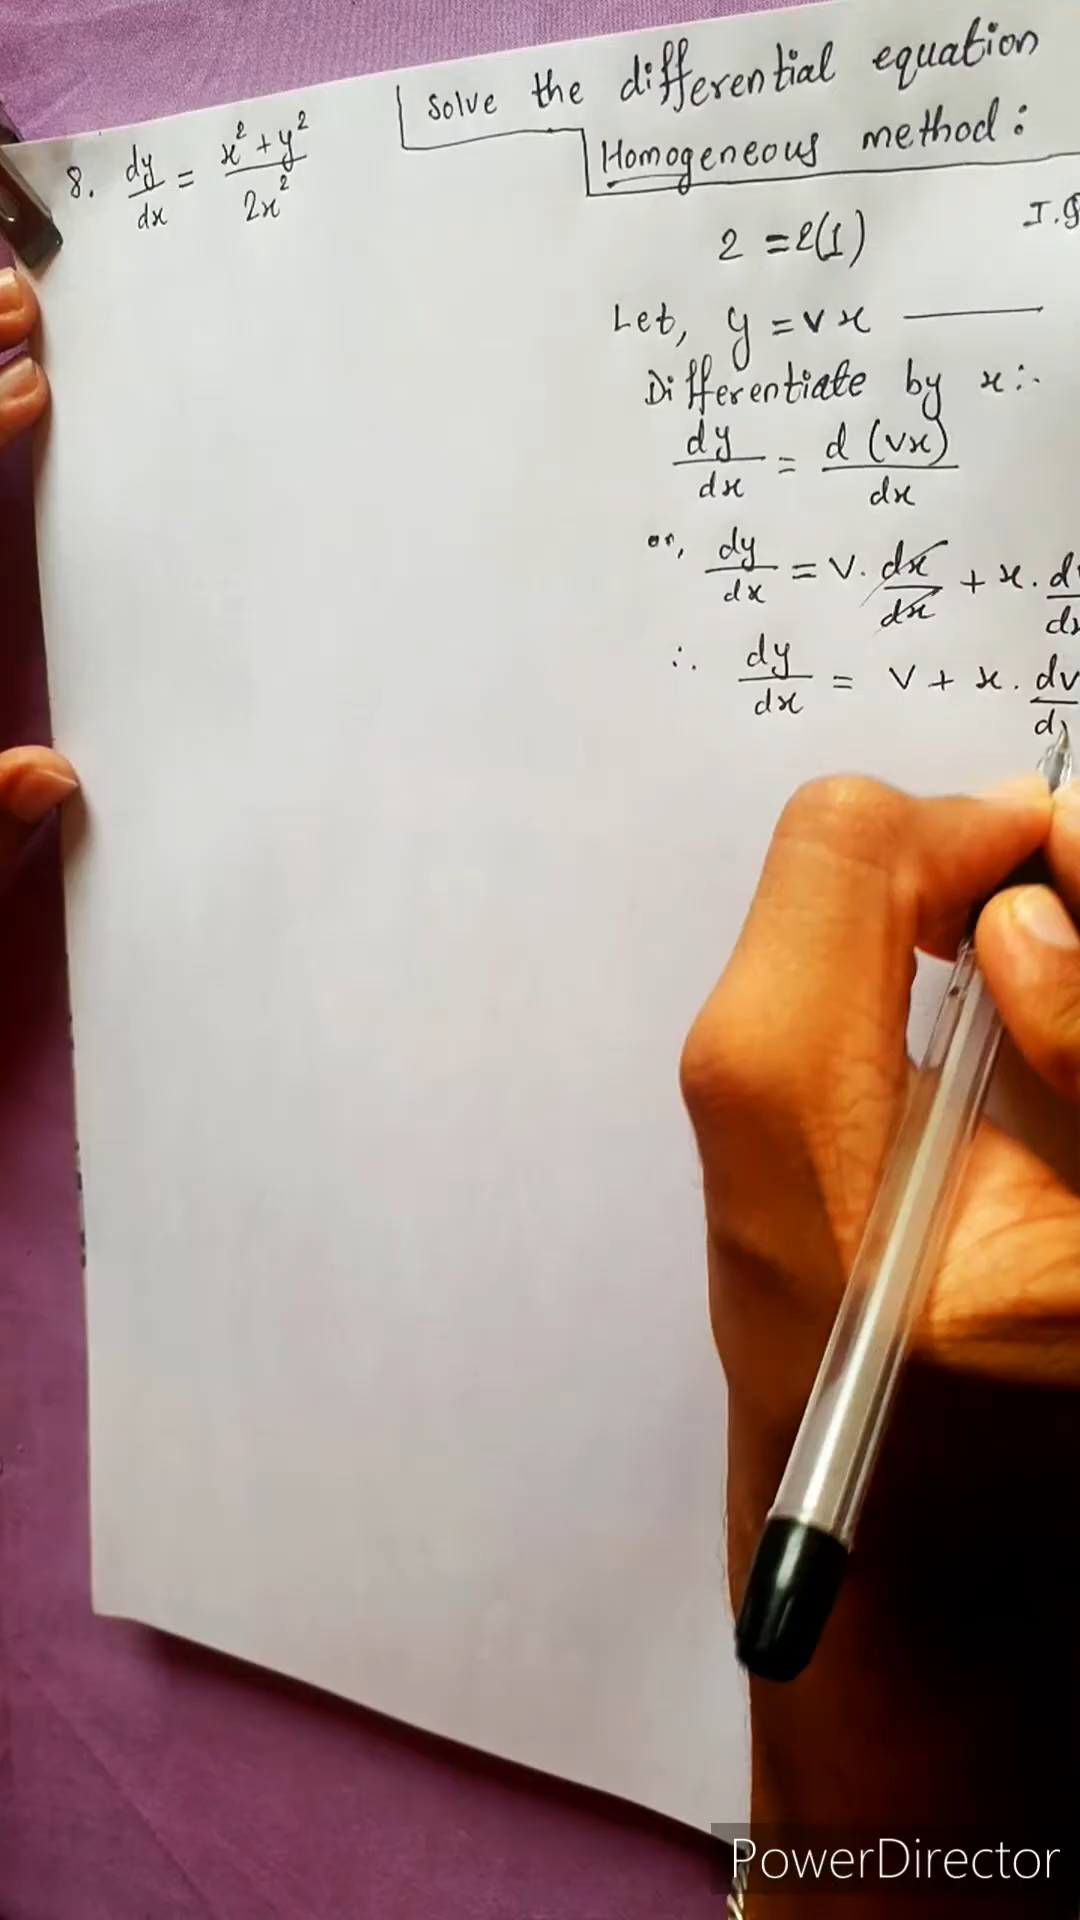 Solve the differential equation
Homogeneous method:
8. dy/dx = x²+y²/2x²
2 = 2(1)
Let, y = vx
Differentiate by x:-
dy/dx = d (vx)/dx
or, dy/dx = v. dx/dx + x.
∴ dy/dx = v + x. dv
PowerDirector